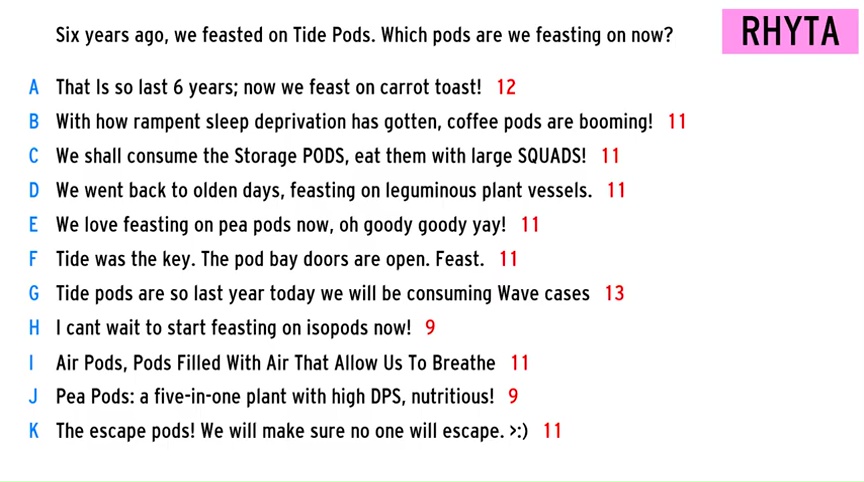 Six years ago, we feasted on Tide Pods. Which pods are we feasting on now?
RHYTA
A That Is so last 6 years; now we feast on carrot toast! 12
B With how rampent sleep deprivation has gotten, coffee pods are booming! 11
C We shall consume the Storage PODS, eat them with large SQUADS! 11
D We went back to olden days, feasting on leguminous plant vessels. 11
E We love feasting on pea pods now, oh goody goody yay! 11
F Tide was the key. The pod bay doors are open. Feast. 11
G Tide pods are so last year today we will be consuming Wave cases 13
H I cant wait to start feasting on isopods now! 9
I Air Pods, Pods Filled With Air That Allow Us To Breathe 11
J Pea Pods: a five-in-one plant with high DPS, nutritious! 9
K The escape pods! We will make sure no one will escape. >:) 11